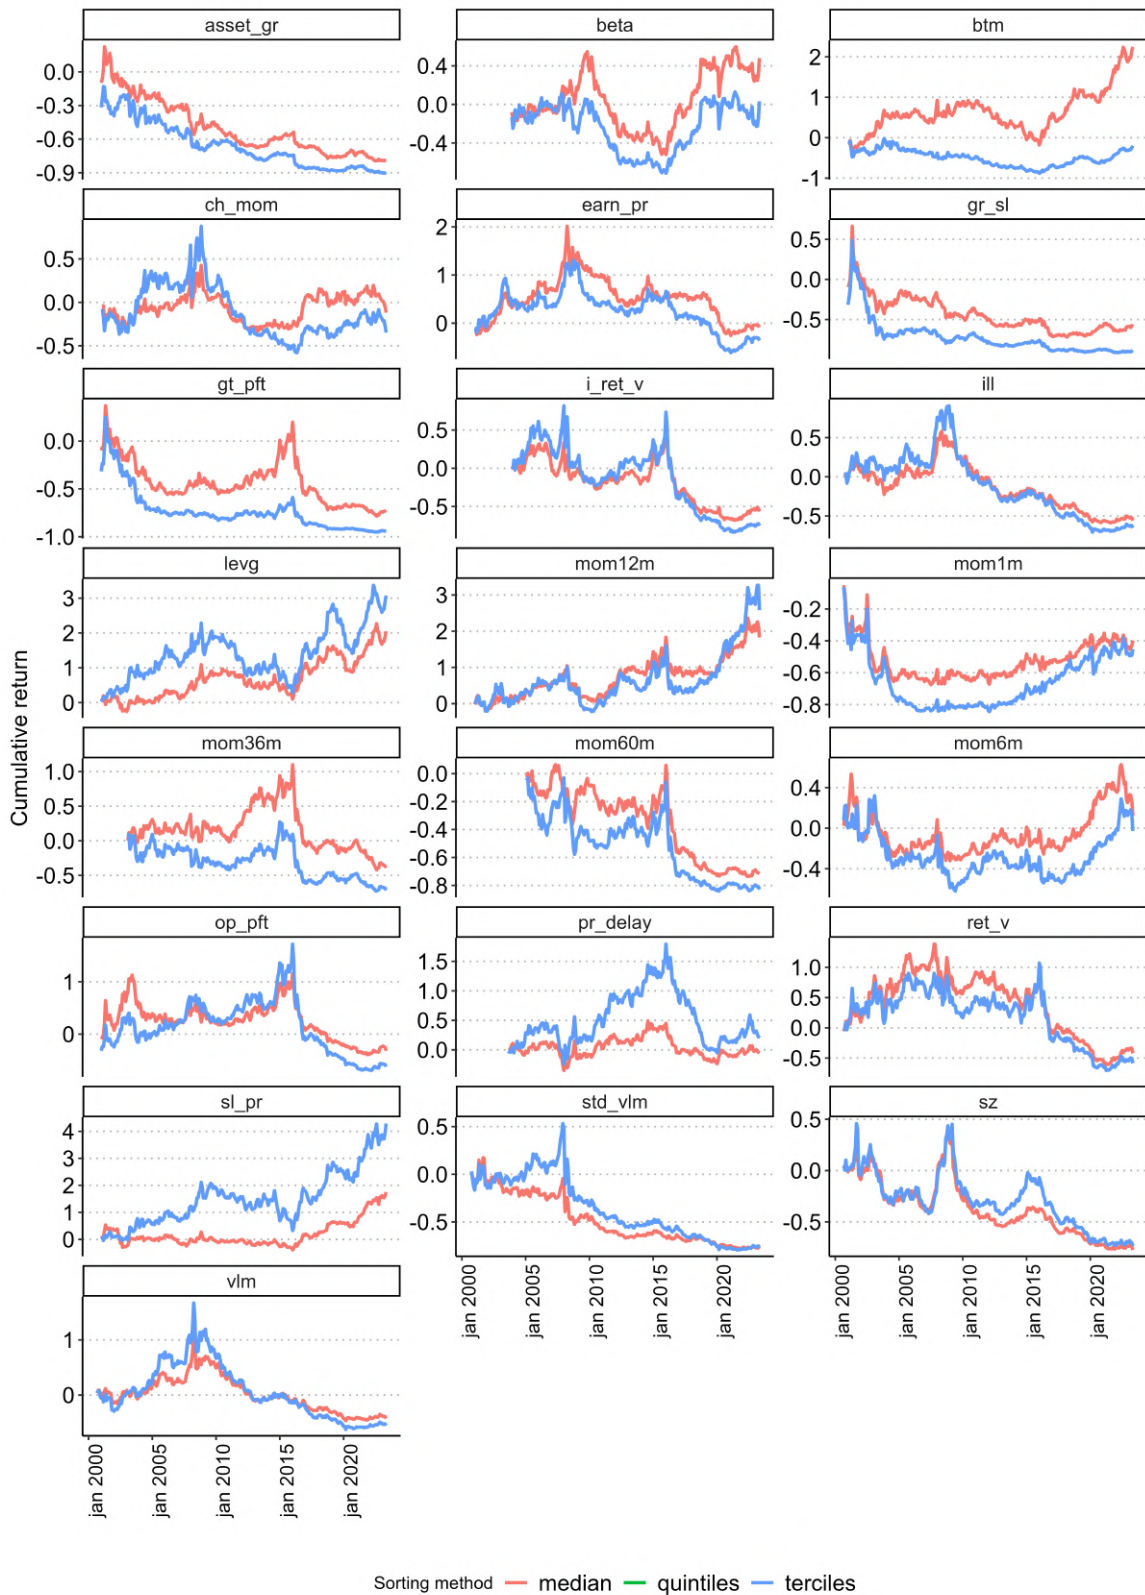 asset_gr beta btm
0.0 0.4 2
-0.3 0.0 1
-0.6 -0.4 0
-0.9 -1
ch_mom earn_pr gr_sl
0.5 2 0.5
0.0 1 0.0
-0.5 0 -0.5
gt_pft i_ret_v ill
0.0 0.5 0.5
-0.5 0.0 0.0
-1.0 -0.5 -0.5
levg mom12m mom1m
3 3 -0.2
2 2 -0.4
1 1 -0.6
0 0 -0.8
Cumulative return
mom36m mom60m mom6m
1.0 0.0 0.4
0.5 -0.2 0.0
0.0 -0.4 -0.4
-0.5 -0.6
-0.8
op_pft pr_delay ret_v
1 1.5 1.0
0 1.0 0.5
0.5 0.0
0.0 -0.5
sl_pr std_vlm sz
4 0.5 0.5
3 0.0 0.0
2 -0.5 -0.5
1
0
jan 2000 jan 2005 jan 2010 jan 2015 jan 2020
jan 2000 jan 2005 jan 2010 jan 2015 jan 2020
vlm
1
0
jan 2000 jan 2005 jan 2010 jan 2015 jan 2020
Sorting method median quintiles terciles